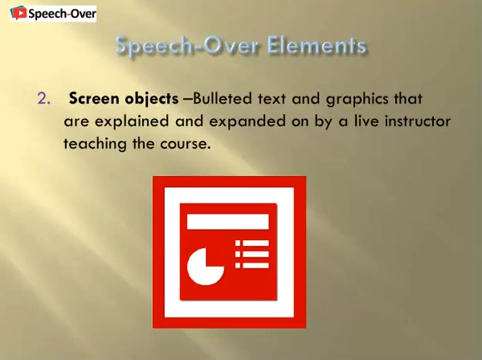 Speech-Over
Speech-Over Elements
2. Screen objects –Bulleted text and graphics that
are explained and expanded on by a live instructor
teaching the course.